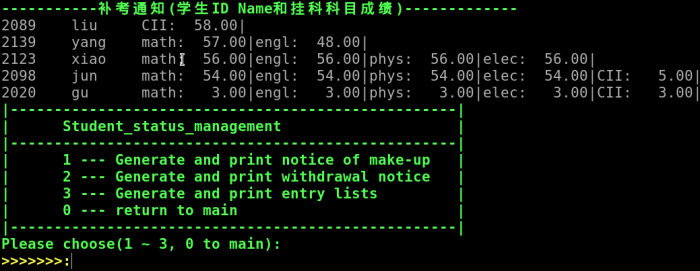 -----------补考通知(学生ID Name和挂科科目成绩)-------------
2089    liu     CII:  58.00|
2139    yang    math:  57.00|engl:  48.00|
2123    xiao    math:  56.00|engl:  56.00|phys:  56.00|elec:  56.00|
2098    jun     math:  54.00|engl:  54.00|phys:  54.00|elec:  54.00|CII:   5.00|
2020    gu      math:   3.00|engl:   3.00|phys:   3.00|elec:   3.00|CII:   3.00|
|--------------------------------------------------|
|      Student_status_management                    |
|--------------------------------------------------|
|      1 --- Generate and print notice of make-up   |
|      2 --- Generate and print withdrawal notice   |
|      3 --- Generate and print entry lists         |
|      0 --- return to main                         |
|--------------------------------------------------|
Please choose(1 ~ 3, 0 to main):
>>>>>>>: